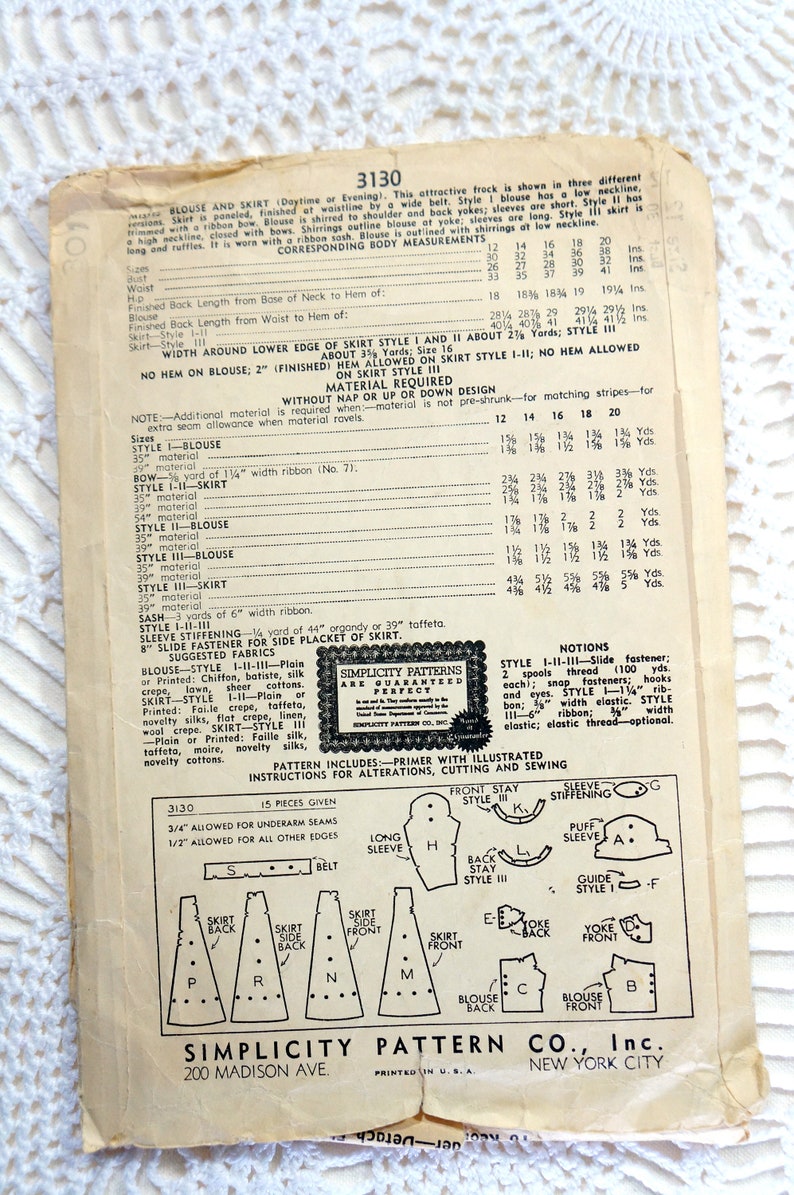 3130
MISSES' BLOUSE AND SKIRT (Daytime or Evening). This attractive frock is shown in three different
versions. Skirt is paneled, finished at waistline by a wide belt. Style I blouse has a low neckline,
trimmed with a ribbon bow. Blouse is shirred to shoulder and back yokes; sleeves are short. Style II has
a high neckline, closed with bows. Shirrings outline blouse at yoke; sleeves are long. Style III skirt is
long and ruffles. It is worn with a ribbon sash. Blouse is outlined with shirrings at low neckline.
CORRESPONDING BODY MEASUREMENTS
Sizes 12 14 16 18 20
Bust 30 32 34 36 38 Ins.
Waist 26 27 28 30 32 Ins.
Hip 33 35 37 39 41 Ins.
Finished Back Length from Base of Neck to Hem of:
Blouse 18 18⅜ 18¾ 19 19¼ Ins.
Finished Back Length from Waist to Hem of:
Skirt—Style I-II 28¼ 28⅞ 29 29¼ 29½ Ins.
Skirt—Style III 40¼ 40⅞ 41 41¼ 41½ Ins.
WIDTH AROUND LOWER EDGE OF SKIRT STYLE I AND II ABOUT 2⅞ Yards; STYLE III
ABOUT 3⅝ Yards; Size 16
NO HEM ON BLOUSE; 2" (FINISHED) HEM ALLOWED ON SKIRT STYLE I-II; NO HEM ALLOWED
ON SKIRT STYLE III
MATERIAL REQUIRED
WITHOUT NAP OR UP OR DOWN DESIGN
NOTE:—Additional material is required when:—material is not pre-shrunk—for matching stripes—for
extra seam allowance when material ravels.
Sizes 12 14 16 18 20
STYLE I—BLOUSE
35" material 1⅝ 1⅝ 1¾ 1¾ 1¾ Yds.
39" material 1⅜ 1⅜ 1½ 1⅝ 1⅝ Yds.
BOW—⅝ yard of 1¼" width ribbon (No. 7).
STYLE I-II—SKIRT
35" material 2¾ 2¾ 2⅞ 3½ 3⅜ Yds.
39" material 2⅝ 2¾ 2¾ 2⅞ 2⅞ Yds.
54" material 1¾ 1⅞ 1⅞ 1⅞ 2 Yds.
STYLE II—BLOUSE
35" material 1⅞ 1⅞ 2 2 2 Yds.
39" material 1¾ 1⅞ 1⅞ 2 2 Yds.
STYLE III—BLOUSE
35" material 1½ 1½ 1⅝ 1¾ 1¾ Yds.
39" material 1⅜ 1½ 1½ 1½ 1⅝ Yds.
STYLE III—SKIRT
35" material 4¾ 5½ 5⅝ 5⅝ 5⅝ Yds.
39" material 4⅜ 4½ 4⅝ 4⅞ 5 Yds.
SASH—3 yards of 6" width ribbon.
STYLE I-II-III
SLEEVE STIFFENING—¼ yard of 44" organdy or 39" taffeta.
8" SLIDE FASTENER FOR SIDE PLACKET OF SKIRT.
SUGGESTED FABRICS
BLOUSE—STYLE I-II-III—Plain
or Printed: Chiffon, batiste, silk
crepe, lawn, sheer cottons.
SKIRT—STYLE I-II—Plain or
Printed: Faille crepe, taffeta,
novelty silks, flat crepe, linen,
wool crepe. SKIRT—STYLE III
—Plain or Printed: Faille silk,
taffeta, moire, novelty silks,
novelty cottons.
SIMPLICITY PATTERNS
ARE GUARANTEED
PERFECT
in cut and fit. They conform exactly to the
standard of measurements approved by the
United States Department of Commerce.
SIMPLICITY PATTERN CO., INC.
NOTIONS
STYLE I-II-III—Slide fastener;
2 spools thread (100 yds.
each); snap fasteners; hooks
and eyes. STYLE I—1¼" rib-
bon; ⅜" width elastic. STYLE
III—6" ribbon; ⅜" width
elastic; elastic thread—optional.
PATTERN INCLUDES:—PRIMER WITH ILLUSTRATED
INSTRUCTIONS FOR ALTERATIONS, CUTTING AND SEWING
3130 15 PIECES GIVEN
3/4" ALLOWED FOR UNDERARM SEAMS
1/2" ALLOWED FOR ALL OTHER EDGES
S
BELT
LONG
SLEEVE
H
FRONT STAY
STYLE III
K
BACK
STAY
STYLE III
L
SLEEVE
STIFFENING
G
PUFF
SLEEVE
A
GUIDE
STYLE I
F
P
SKIRT
BACK
R
SKIRT
SIDE
BACK
N
SKIRT
SIDE
FRONT
M
SKIRT
FRONT
E
YOKE
BACK
YOKE
FRONT
D
BLOUSE
BACK
C
BLOUSE
FRONT
B
SIMPLICITY PATTERN CO., Inc.
200 MADISON AVE. PRINTED IN U. S. A. NEW YORK CITY